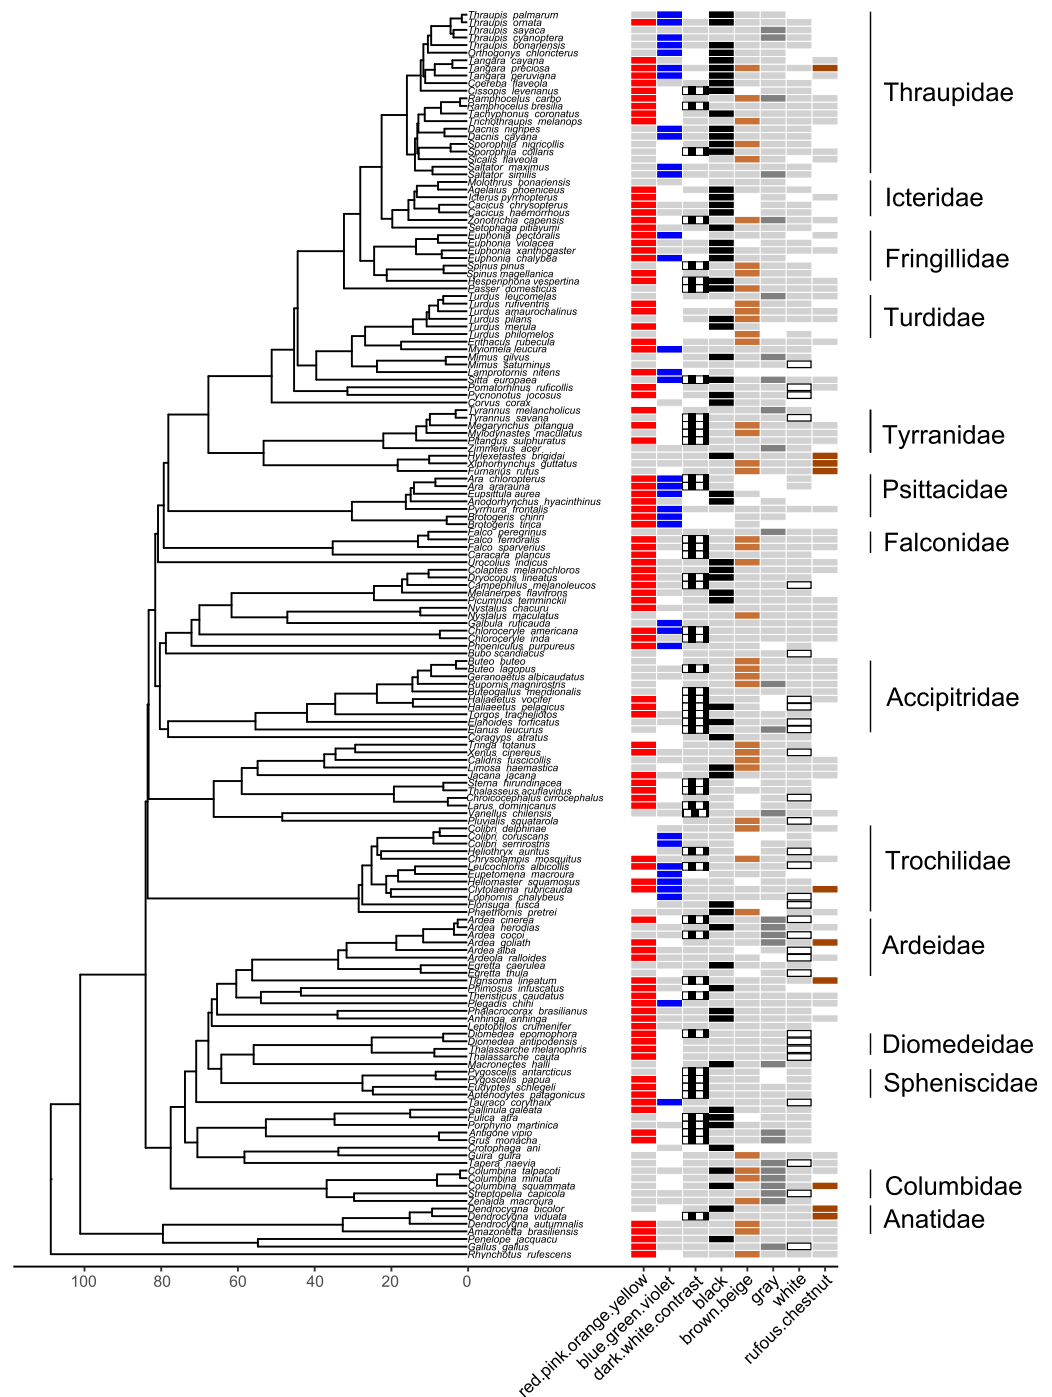 Thraupis palmarum
Thraupis ornata
Thraupis sayaca
Thraupis cyanoptera
Thraupis bonariensis
Orthogonys chloricterus
Tangara cayana
Tangara preciosa
Tangara peruviana
Coereba flaveola
Cissopis leverianus
Ramphocelus carbo
Ramphocelus bresilia
Tachyphonus coronatus
Trichothraupis melanops
Dacnis nighpes
Dacnis cayana
Sporophila nigricollis
Sporophila collaris
Sicalis flaveola
Saltator maximus
Saltator similis
Thraupidae
Molothrus bonariensis
Agelaius phoeniceus
Icterus pyrrhopterus
Cacicus chrysopterus
Cacicus haemorrhous
Icteridae
Zonotrichia capensis
Setophaga pitiayumi
Euphonia pectoralis
Euphonia violacea
Euphonia xanthogaster
Euphonia chalybea
Spinus pinus
Spinus magellanica
Hesperiphona vespertina
Fringillidae
Passer domesticus
Turdus leucomelas
Turdus rufiventris
Turdus amaurochalinus
Turdus pilaris
Turdus merula
Turdus philomelos
Turdidae
Erithacus rubecula
Myiomela leucura
Mimus gilvus
Mimus saturninus
Lamprotornis nitens
Sitta europaea
Pomatorhinus ruficollis
Pycnonotus jocosus
Corvus corax
Tyrannus melancholicus
Tyrannus savana
Megarynchus pitangua
Myiodynastes maculatus
Pitangus sulphuratus
Zimmerius acer
Tyrranidae
Hylexetastes brigidai
Xiphorhynchus guttatus
Furnarius rufus
Ara chloropterus
Ara ararauna
Eupsittula aurea
Anodorhynchus hyacinthinus
Pyrrhura frontalis
Brotogeris chiriri
Brotogeris tirica
Psittacidae
Falco peregrinus
Falco femoralis
Falco sparverius
Caracara plancus
Falconidae
Urocolius indicus
Colaptes melanochloros
Dryocopus lineatus
Campephilus melanoleucos
Melanerpes flavifrons
Picumnus temminckii
Nystalus chacuru
Nystalus maculatus
Galbula ruficauda
Chloroceryle americana
Chloroceryle inda
Phoeniculus purpureus
Bubo scandiacus
Buteo buteo
Buteo lagopus
Geranoaetus albicaudatus
Rupornis magnirostris
Buteogallus meridionalis
Haliaeetus vocifer
Haliaeetus pelagicus
Torgos tracheliotos
Elanoides forficatus
Elanus leucurus
Accipitridae
Coragyps atratus
Tringa totanus
Xenus cinereus
Calidris fuscicollis
Limosa haemastica
Jacana jacana
Sterna hirundinacea
Thalasseus acuflavidus
Chroicocephalus cirrocephalus
Larus dominicanus
Vanellus chilensis
Pluvialis squatarola
Colibri delphinae
Colibri coruscans
Colibri serrirostris
Heliothryx auritus
Chrysolampis mosquitus
Leucochloris albicollis
Eupetomena macroura
Heliomaster squamosus
Clytolaema rubricauda
Lophornis chalybeus
Florisuga fusca
Phaethornis pretrei
Trochilidae
Ardea cinerea
Ardea herodias
Ardea cocoi
Ardea goliath
Ardea alba
Ardeola ralloides
Egretta caerulea
Egretta thula
Ardeidae
Tigrisoma lineatum
Phimosus infuscatus
Theristicus caudatus
Plegadis chihi
Phalacrocorax brasilianus
Anhinga anhinga
Leptoptilos crumenifer
Diomedea epomophora
Diomedea antipodensis
Thalassarche melanophris
Thalassarche cauta
Diomedeidae
Macronectes halli
Pygoscelis antarcticus
Pygoscelis papua
Eudyptes schlegeli
Aptenodytes patagonicus
Spheniscidae
Tauraco corythaix
Gallinula galeata
Fulica atra
Porphyrio martinica
Antigone vipio
Grus monacha
Crotophaga ani
Guira guira
Tapera naevia
Columbina talpacoti
Columbina minuta
Columbina squammata
Streptopelia capicola
Zenaida macroura
Columbidae
Dendrocygna bicolor
Dendrocygna viduata
Dendrocygna autumnalis
Amazonetta brasiliensis
Anatidae
Penelope jacquacu
Gallus gallus
Rhynchotus rufescens
100 80 60 40 20 0
red.pink.orange.yellow
blue.green.violet
dark.white.contrast
black
brown.beige
gray
white
rufous.chestnut